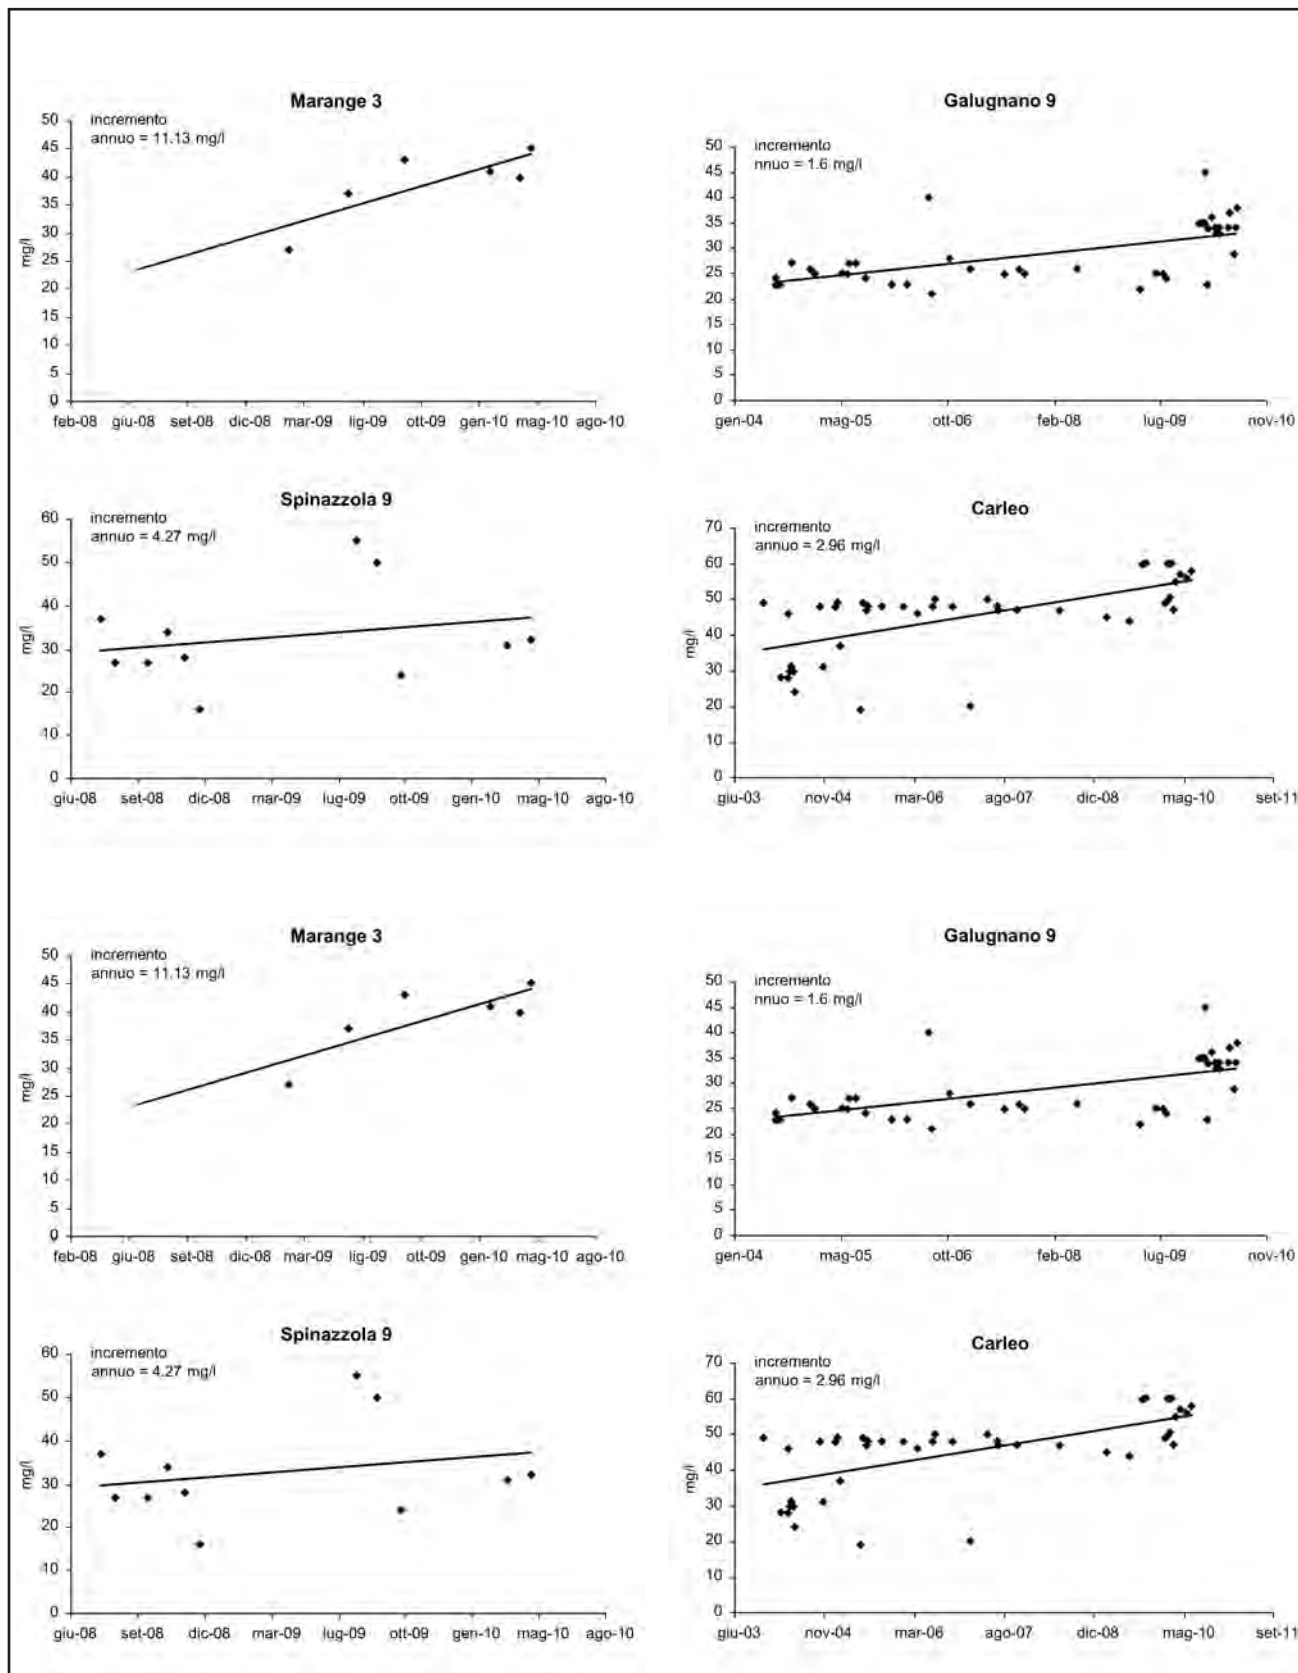 Marange 3
incremento
annuo = 11.13 mg/l
50
45
40
35
30
25
20
15
10
5
0
mg/l
feb-08 giu-08 set-08 dic-08 mar-09 lig-09 ott-09 gen-10 mag-10 ago-10
Galugnano 9
incremento
nnuo = 1.6 mg/l
50
45
40
35
30
25
20
15
10
5
0
gen-04 mag-05 ott-06 feb-08 lug-09 nov-10
Spinazzola 9
incremento
annuo = 4.27 mg/l
60
50
40
30
20
10
0
mg/l
giu-08 set-08 dic-08 mar-09 lug-09 ott-09 gen-10 mag-10 ago-10
Carleo
incremento
annuo = 2.96 mg/l
70
60
50
40
30
20
10
0
mg/l
giu-03 nov-04 mar-06 ago-07 dic-08 mag-10 set-11
Marange 3
incremento
annuo = 11.13 mg/l
50
45
40
35
30
25
20
15
10
5
0
mg/l
feb-08 giu-08 set-08 dic-08 mar-09 lig-09 ott-09 gen-10 mag-10 ago-10
Galugnano 9
incremento
nnuo = 1.6 mg/l
50
45
40
35
30
25
20
15
10
5
0
gen-04 mag-05 ott-06 feb-08 lug-09 nov-10
Spinazzola 9
incremento
annuo = 4.27 mg/l
60
50
40
30
20
10
0
mg/l
giu-08 set-08 dic-08 mar-09 lug-09 ott-09 gen-10 mag-10 ago-10
Carleo
incremento
annuo = 2.96 mg/l
70
60
50
40
30
20
10
0
mg/l
giu-03 nov-04 mar-06 ago-07 dic-08 mag-10 set-11